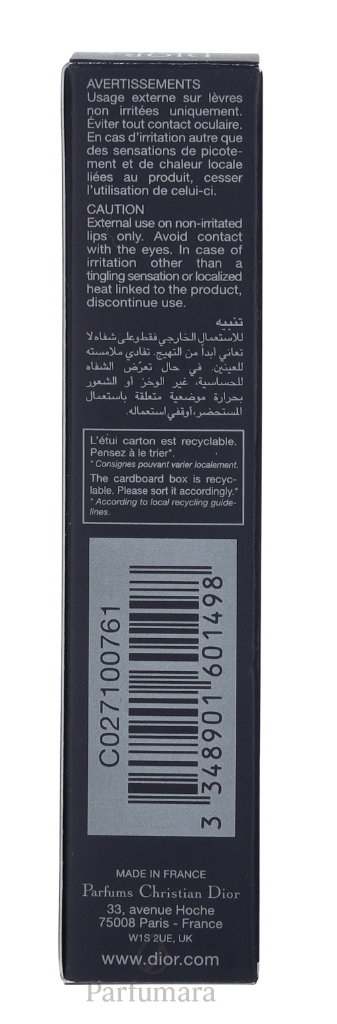 DIOR
AVERTISSEMENTS
Usage externe sur lèvres
non irritées uniquement.
Éviter tout contact oculaire.
En cas d'irritation autre que
des sensations de picote-
ment et de chaleur locale
liées au produit, cesser
l'utilisation de celui-ci.
CAUTION
External use on non-irritated
lips only. Avoid contact
with the eyes. In case of
irritation other than a
tingling sensation or localized
heat linked to the product,
discontinue use.
تنبيه
للاستعمال الخارجي فقط وعلى شفاه لا
تعاني أبداً من التهيج. تفادي ملامسته
للعينين. في حال تعرّض الشفاه
للحساسية، غير الوخز أو الشعور
بحرارة موضعية متعلقة باستعمال
المستحضر، أوقفي استعماله.
L'étui carton est recyclable.
Pensez à le trier*.
* Consignes pouvant varier localement.
The cardboard box is recyc-
lable. Please sort it accordingly.*
* According to local recycling guide-
lines.
C027100761
3 348901 601498
MADE IN FRANCE
Parfums Christian Dior
33, avenue Hoche
75008 Paris - France
W1S 2UE, UK
www.dior.com
Parfumara